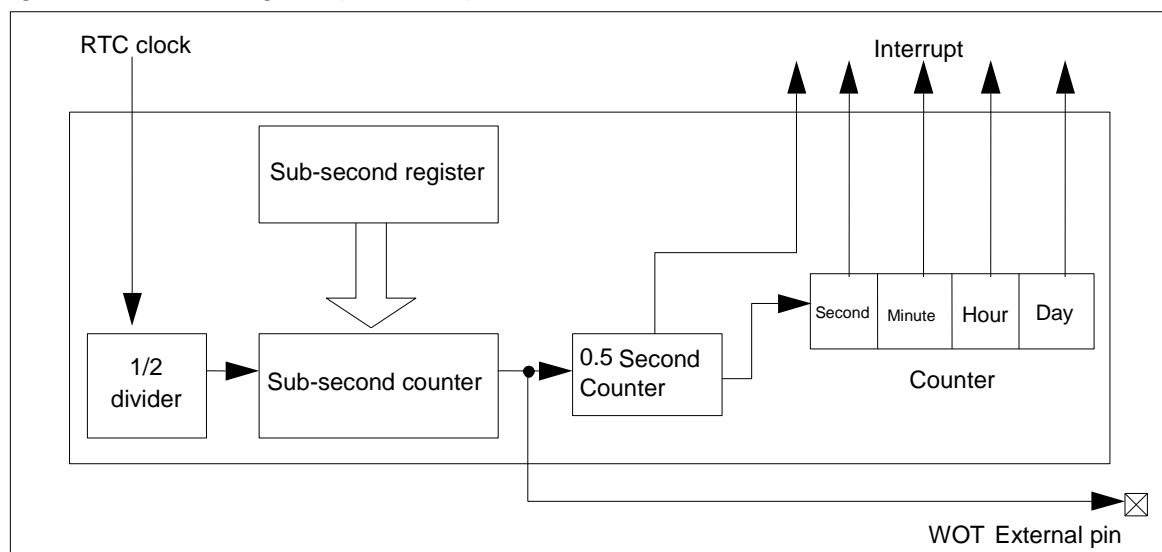 RTC clock
Interrupt
Sub-second register
1/2
divider
Sub-second counter
0.5 Second
Counter
Second
Minute
Hour
Day
Counter
WOT External pin